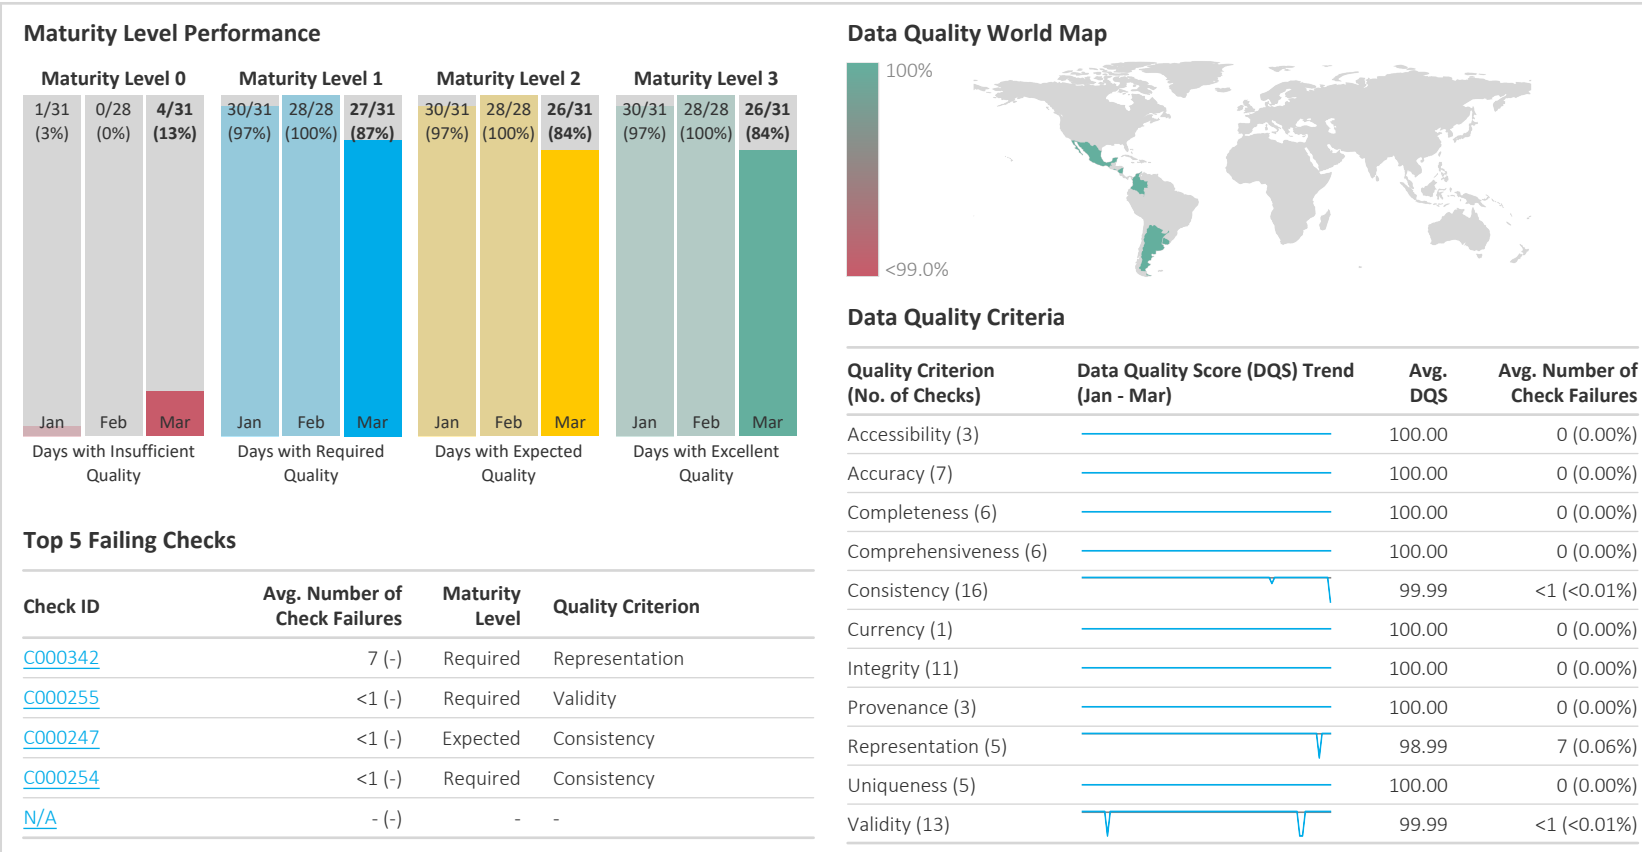 Maturity Level Performance
Maturity Level 0
Maturity Level 1
Maturity Level 2
Maturity Level 3
1/31 0/28 4/31
(3%) (0%) (13%)
30/31 28/28 27/31
(97%) (100%) (87%)
30/31 28/28 26/31
(97%) (100%) (84%)
30/31 28/28 26/31
(97%) (100%) (84%)
Jan Feb Mar
Jan Feb Mar
Jan Feb Mar
Jan Feb Mar
Days with Insufficient
Quality
Days with Required
Quality
Days with Expected
Quality
Days with Excellent
Quality
Top 5 Failing Checks
Check ID
Avg. Number of
Check Failures
Maturity
Level
Quality Criterion
C000342 7 (-) Required Representation
C000255 <1 (-) Required Validity
C000247 <1 (-) Expected Consistency
C000254 <1 (-) Required Consistency
N/A - (-) - -
Data Quality World Map
100%
<99.0%
Data Quality Criteria
Quality Criterion
(No. of Checks)
Data Quality Score (DQS) Trend
(Jan - Mar)
Avg.
DQS
Avg. Number of
Check Failures
Accessibility (3) 100.00 0 (0.00%)
Accuracy (7) 100.00 0 (0.00%)
Completeness (6) 100.00 0 (0.00%)
Comprehensiveness (6) 100.00 0 (0.00%)
Consistency (16) 99.99 <1 (<0.01%)
Currency (1) 100.00 0 (0.00%)
Integrity (11) 100.00 0 (0.00%)
Provenance (3) 100.00 0 (0.00%)
Representation (5) 98.99 7 (0.06%)
Uniqueness (5) 100.00 0 (0.00%)
Validity (13) 99.99 <1 (<0.01%)